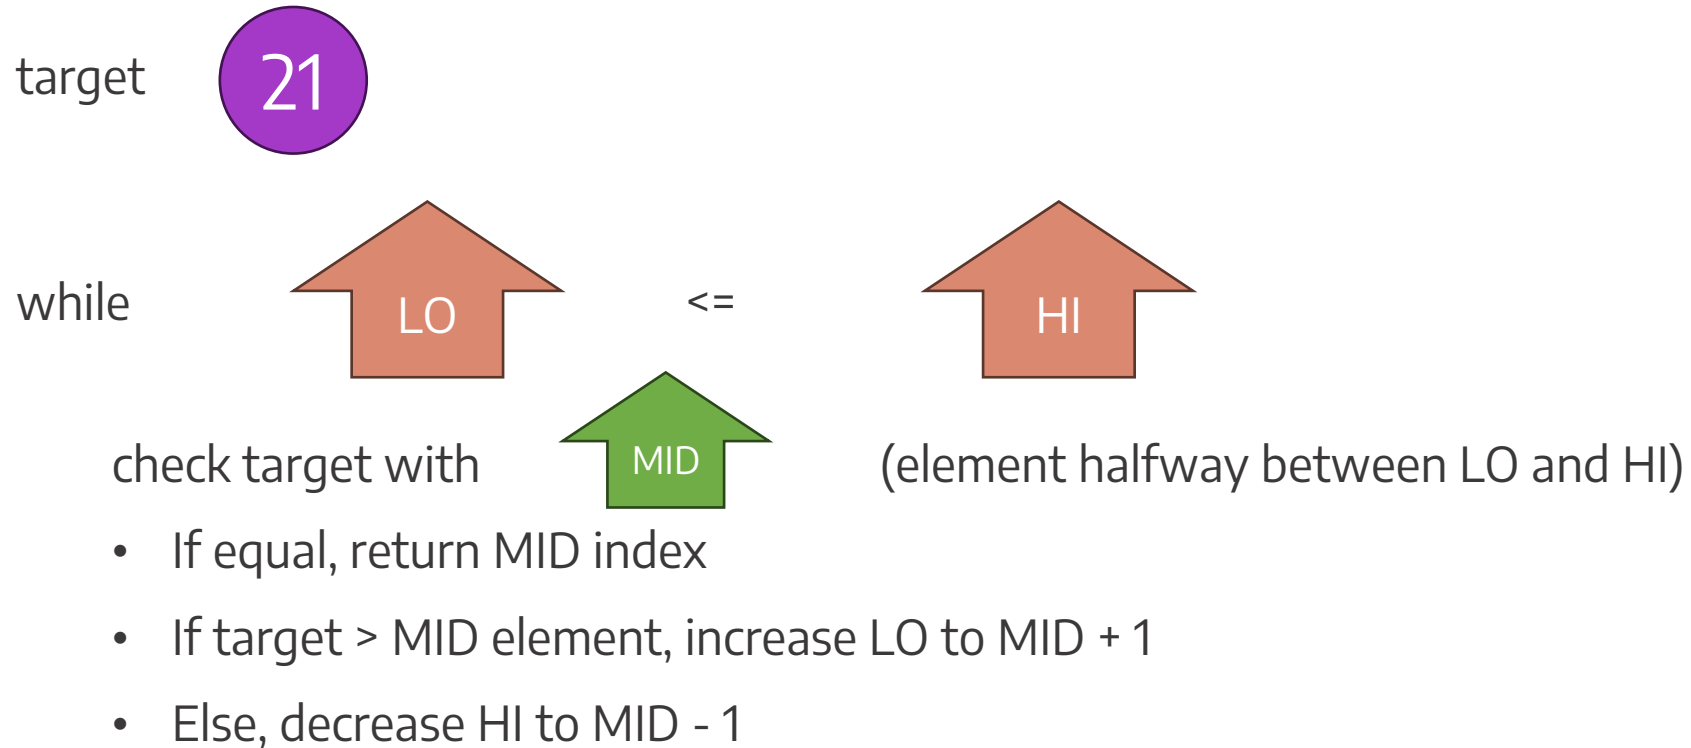 target 21
while LO <= HI
check target with MID (element halfway between LO and HI)
• If equal, return MID index
• If target > MID element, increase LO to MID + 1
• Else, decrease HI to MID - 1